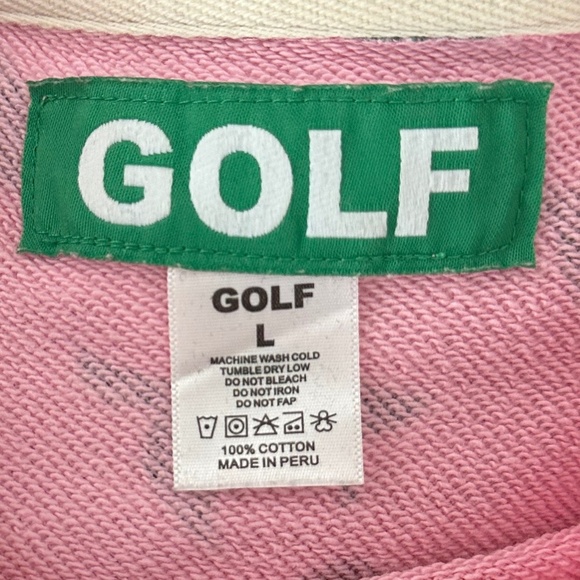 GOLF
GOLF
L
MACHINE WASH COLD
TUMBLE DRY LOW
DO NOT BLEACH
DO NOT IRON
DO NOT FAP
100% COTTON
MADE IN PERU